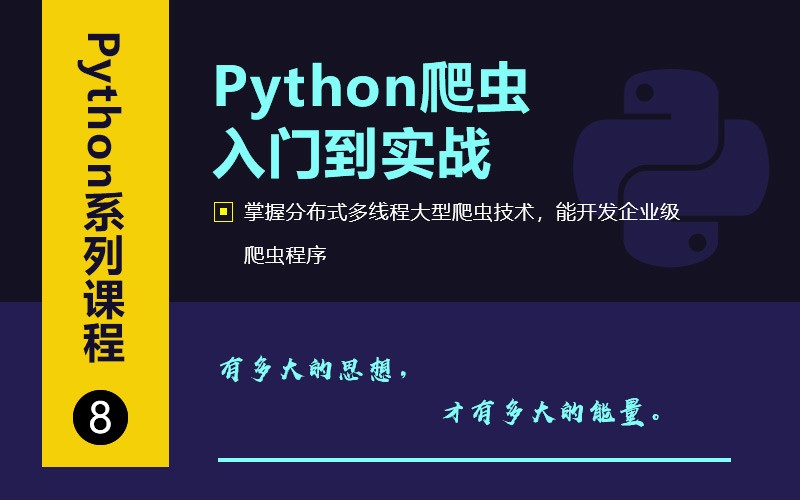 Python系列课程
8
Python爬虫
入门到实战
掌握分布式多线程大型爬虫技术，能开发企业级
爬虫程序
有多大的思想，
才有多大的能量。